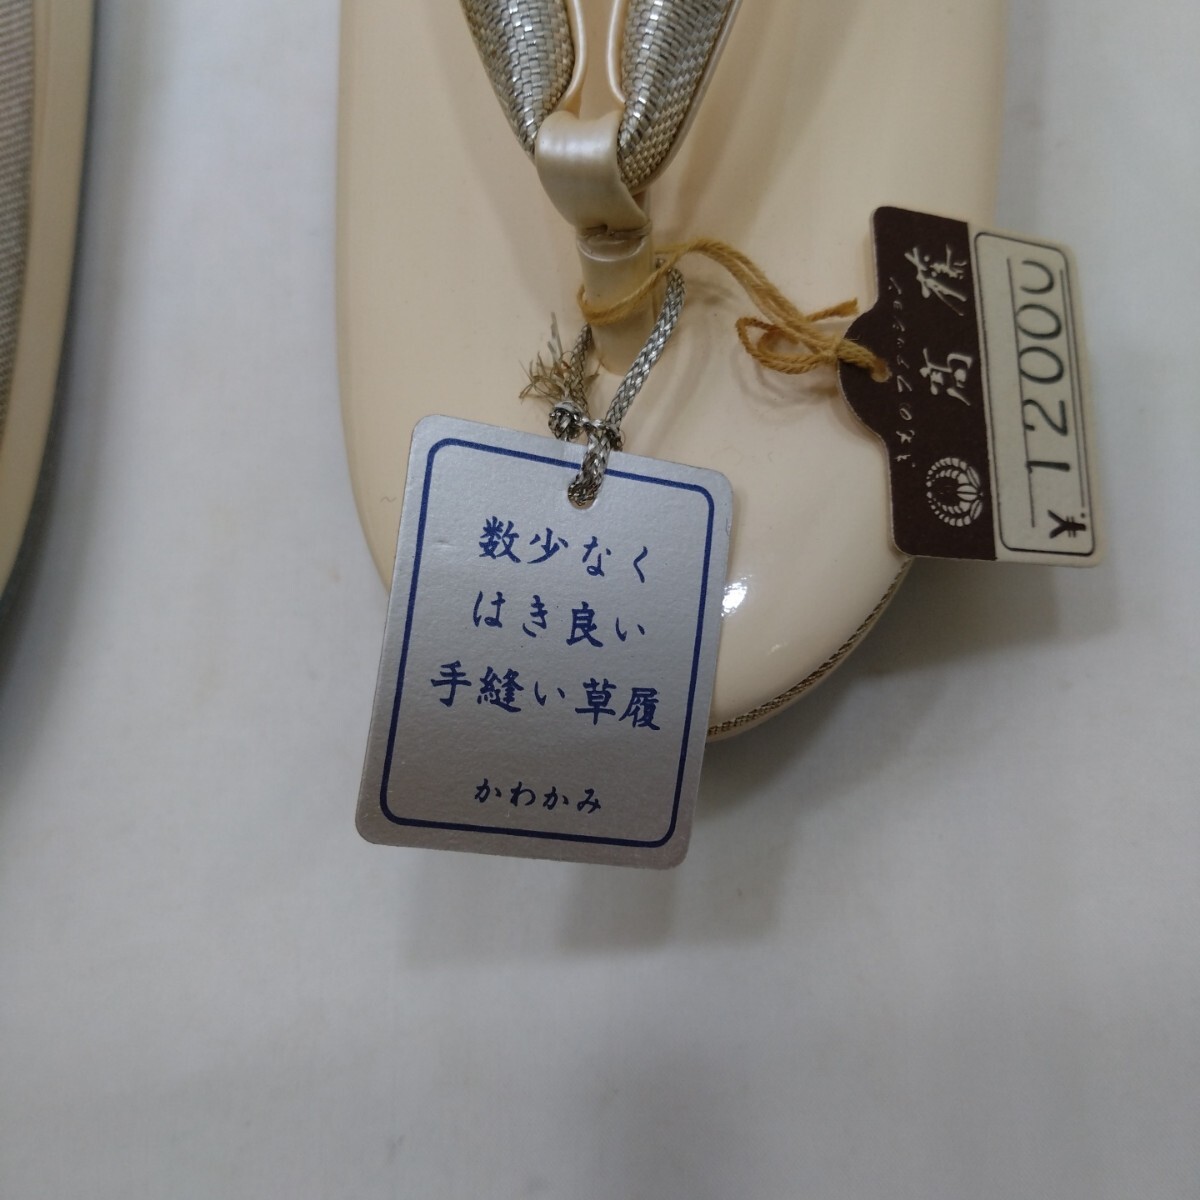 数少なく
はき良い
手縫い草履
かわかみ
¥12000